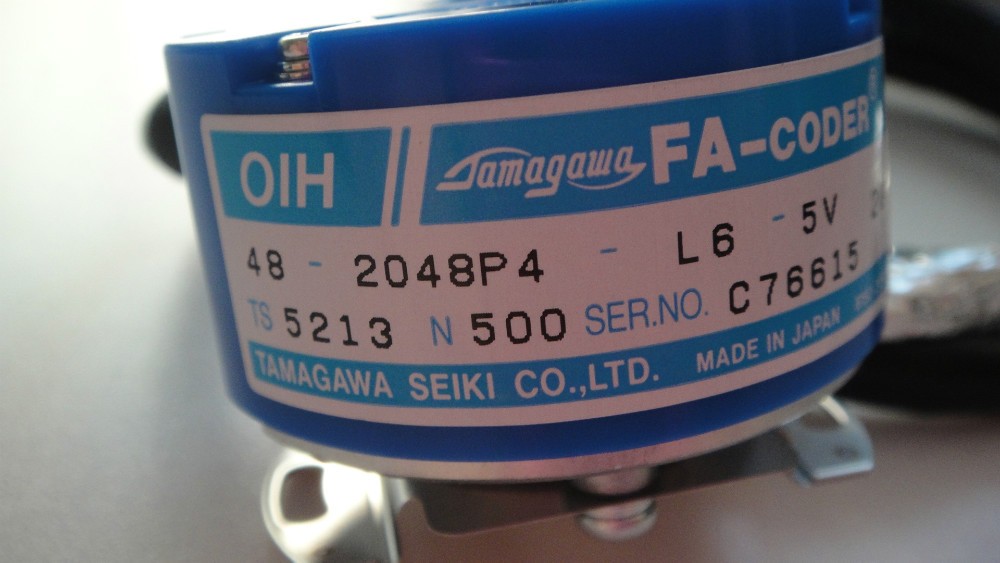 OIH Tamagawa FA-CODER®
48 - 2048P4 - L6 - 5V
TS 5213 N 500 SER.NO. C76615
TAMAGAWA SEIKI CO.,LTD. MADE IN JAPAN